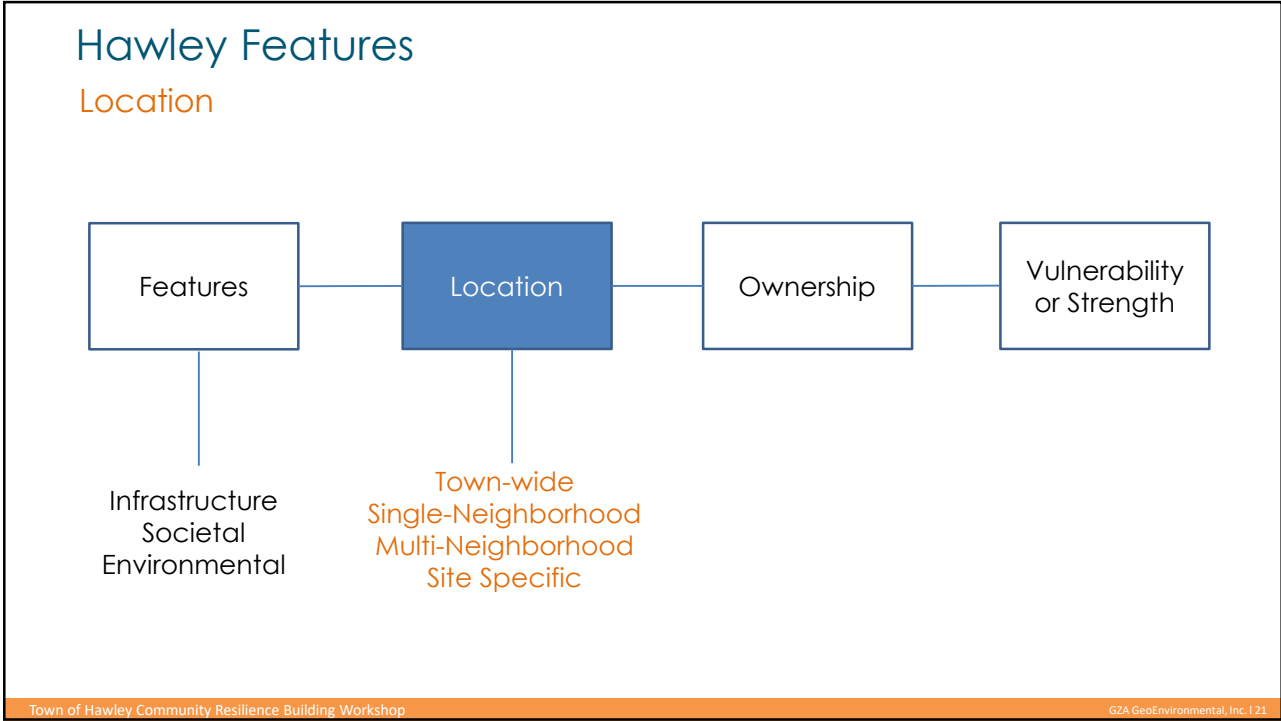 Hawley Features
Location
Features
Location
Ownership
Vulnerability
or Strength
Infrastructure
Societal
Environmental
Town-wide
Single-Neighborhood
Multi-Neighborhood
Site Specific
Town of Hawley Community Resilience Building Workshop
GZA GeoEnvironmental, Inc. l 21